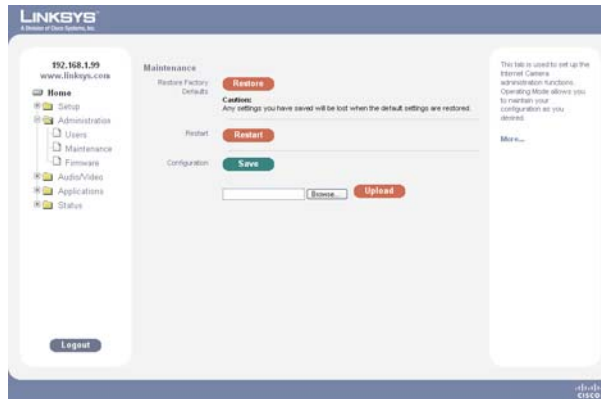 LINKSYS®
A Division of Cisco Systems, Inc.
192.168.1.99
www.linksys.com
Home
Setup
Administration
Users
Maintenance
Firmware
Audio/Video
Applications
Status
Logout
Maintenance
Restore Factory
Defaults
Restore
Caution:
Any settings you have saved will be lost when the default settings are restored.
Restart
Restart
Configuration
Save
Browse...
Upload
This tab is used to set up the
Internet Camera
administration functions.
Operating Mode allows you
to maintain your
configuration as you
desired.
More...
CISCO